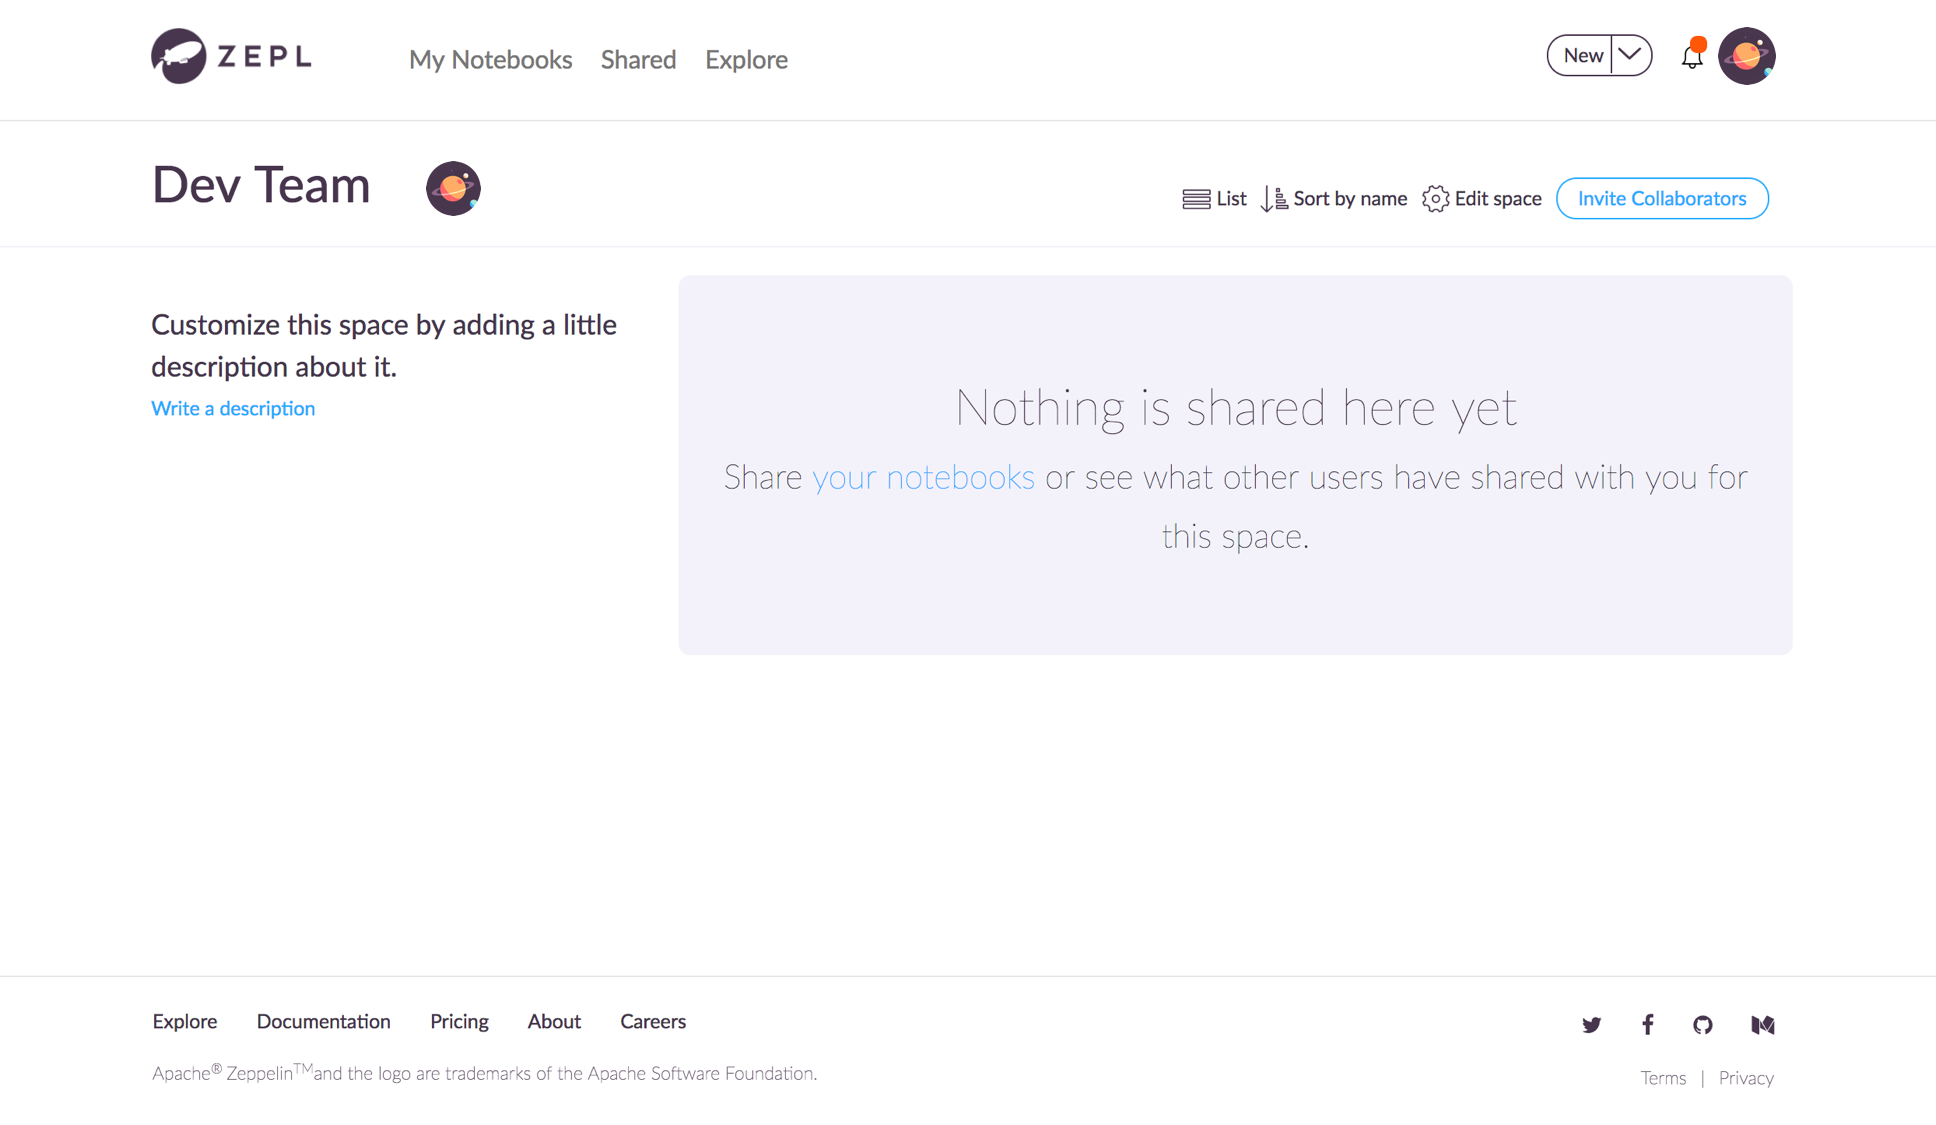 ZEPL
My Notebooks Shared Explore
New
Dev Team
List Sort by name Edit space Invite Collaborators
Customize this space by adding a little
description about it.
Write a description
Nothing is shared here yet
Share your notebooks or see what other users have shared with you for
this space.
Explore Documentation Pricing About Careers
Apache® Zeppelin™and the logo are trademarks of the Apache Software Foundation.
Terms | Privacy